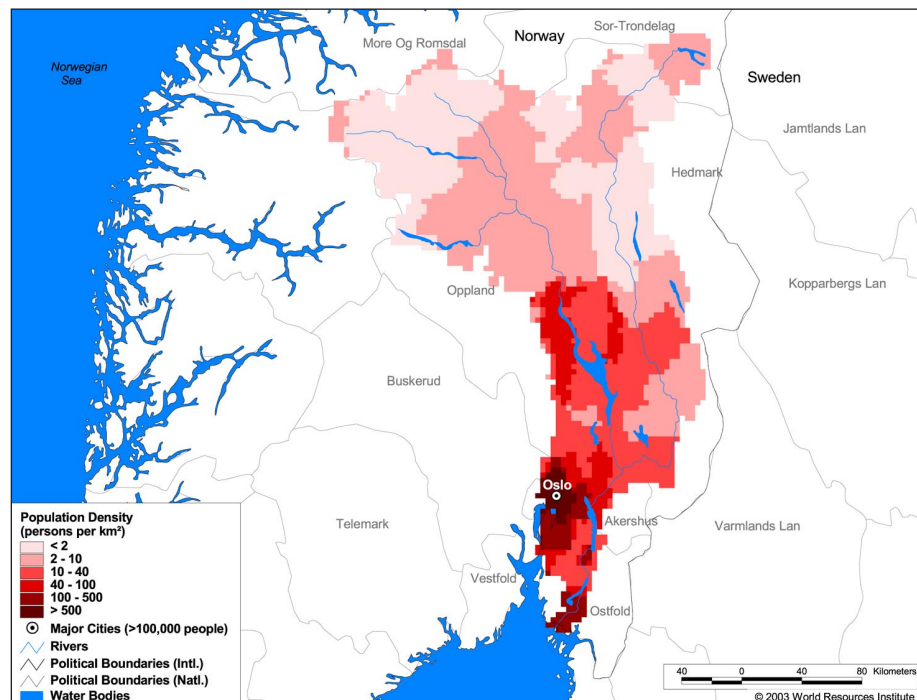 Norwegian
Sea
More Og Romsdal
Norway
Sor-Trondelag
Sweden
Jamtlands Lan
Hedmark
Oppland
Kopparbergs Lan
Buskerud
Oslo
Telemark
Akershus
Varmlands Lan
Vestfold
Ostfold
Population Density
(persons per km²)
< 2
2 - 10
10 - 40
40 - 100
100 - 500
> 500
Major Cities (>100,000 people)
Rivers
Political Boundaries (Intl.)
Political Boundaries (Natl.)
Water Bodies
40 0 40 80 Kilometers
© 2003 World Resources Institute